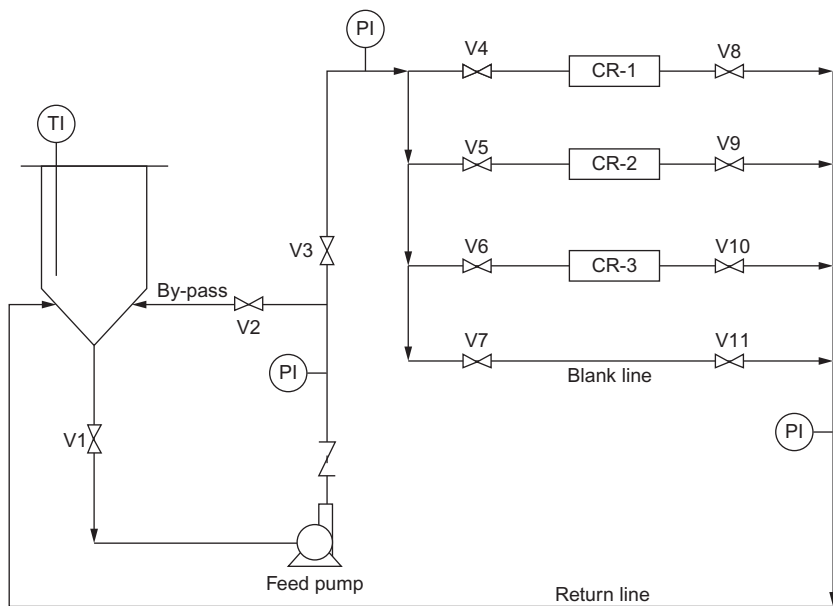 PI
V4
CR-1
V8
TI
V5
CR-2
V9
V3
V6
CR-3
V10
By-pass
V2
V7
V11
Blank line
PI
V1
PI
Feed pump
Return line